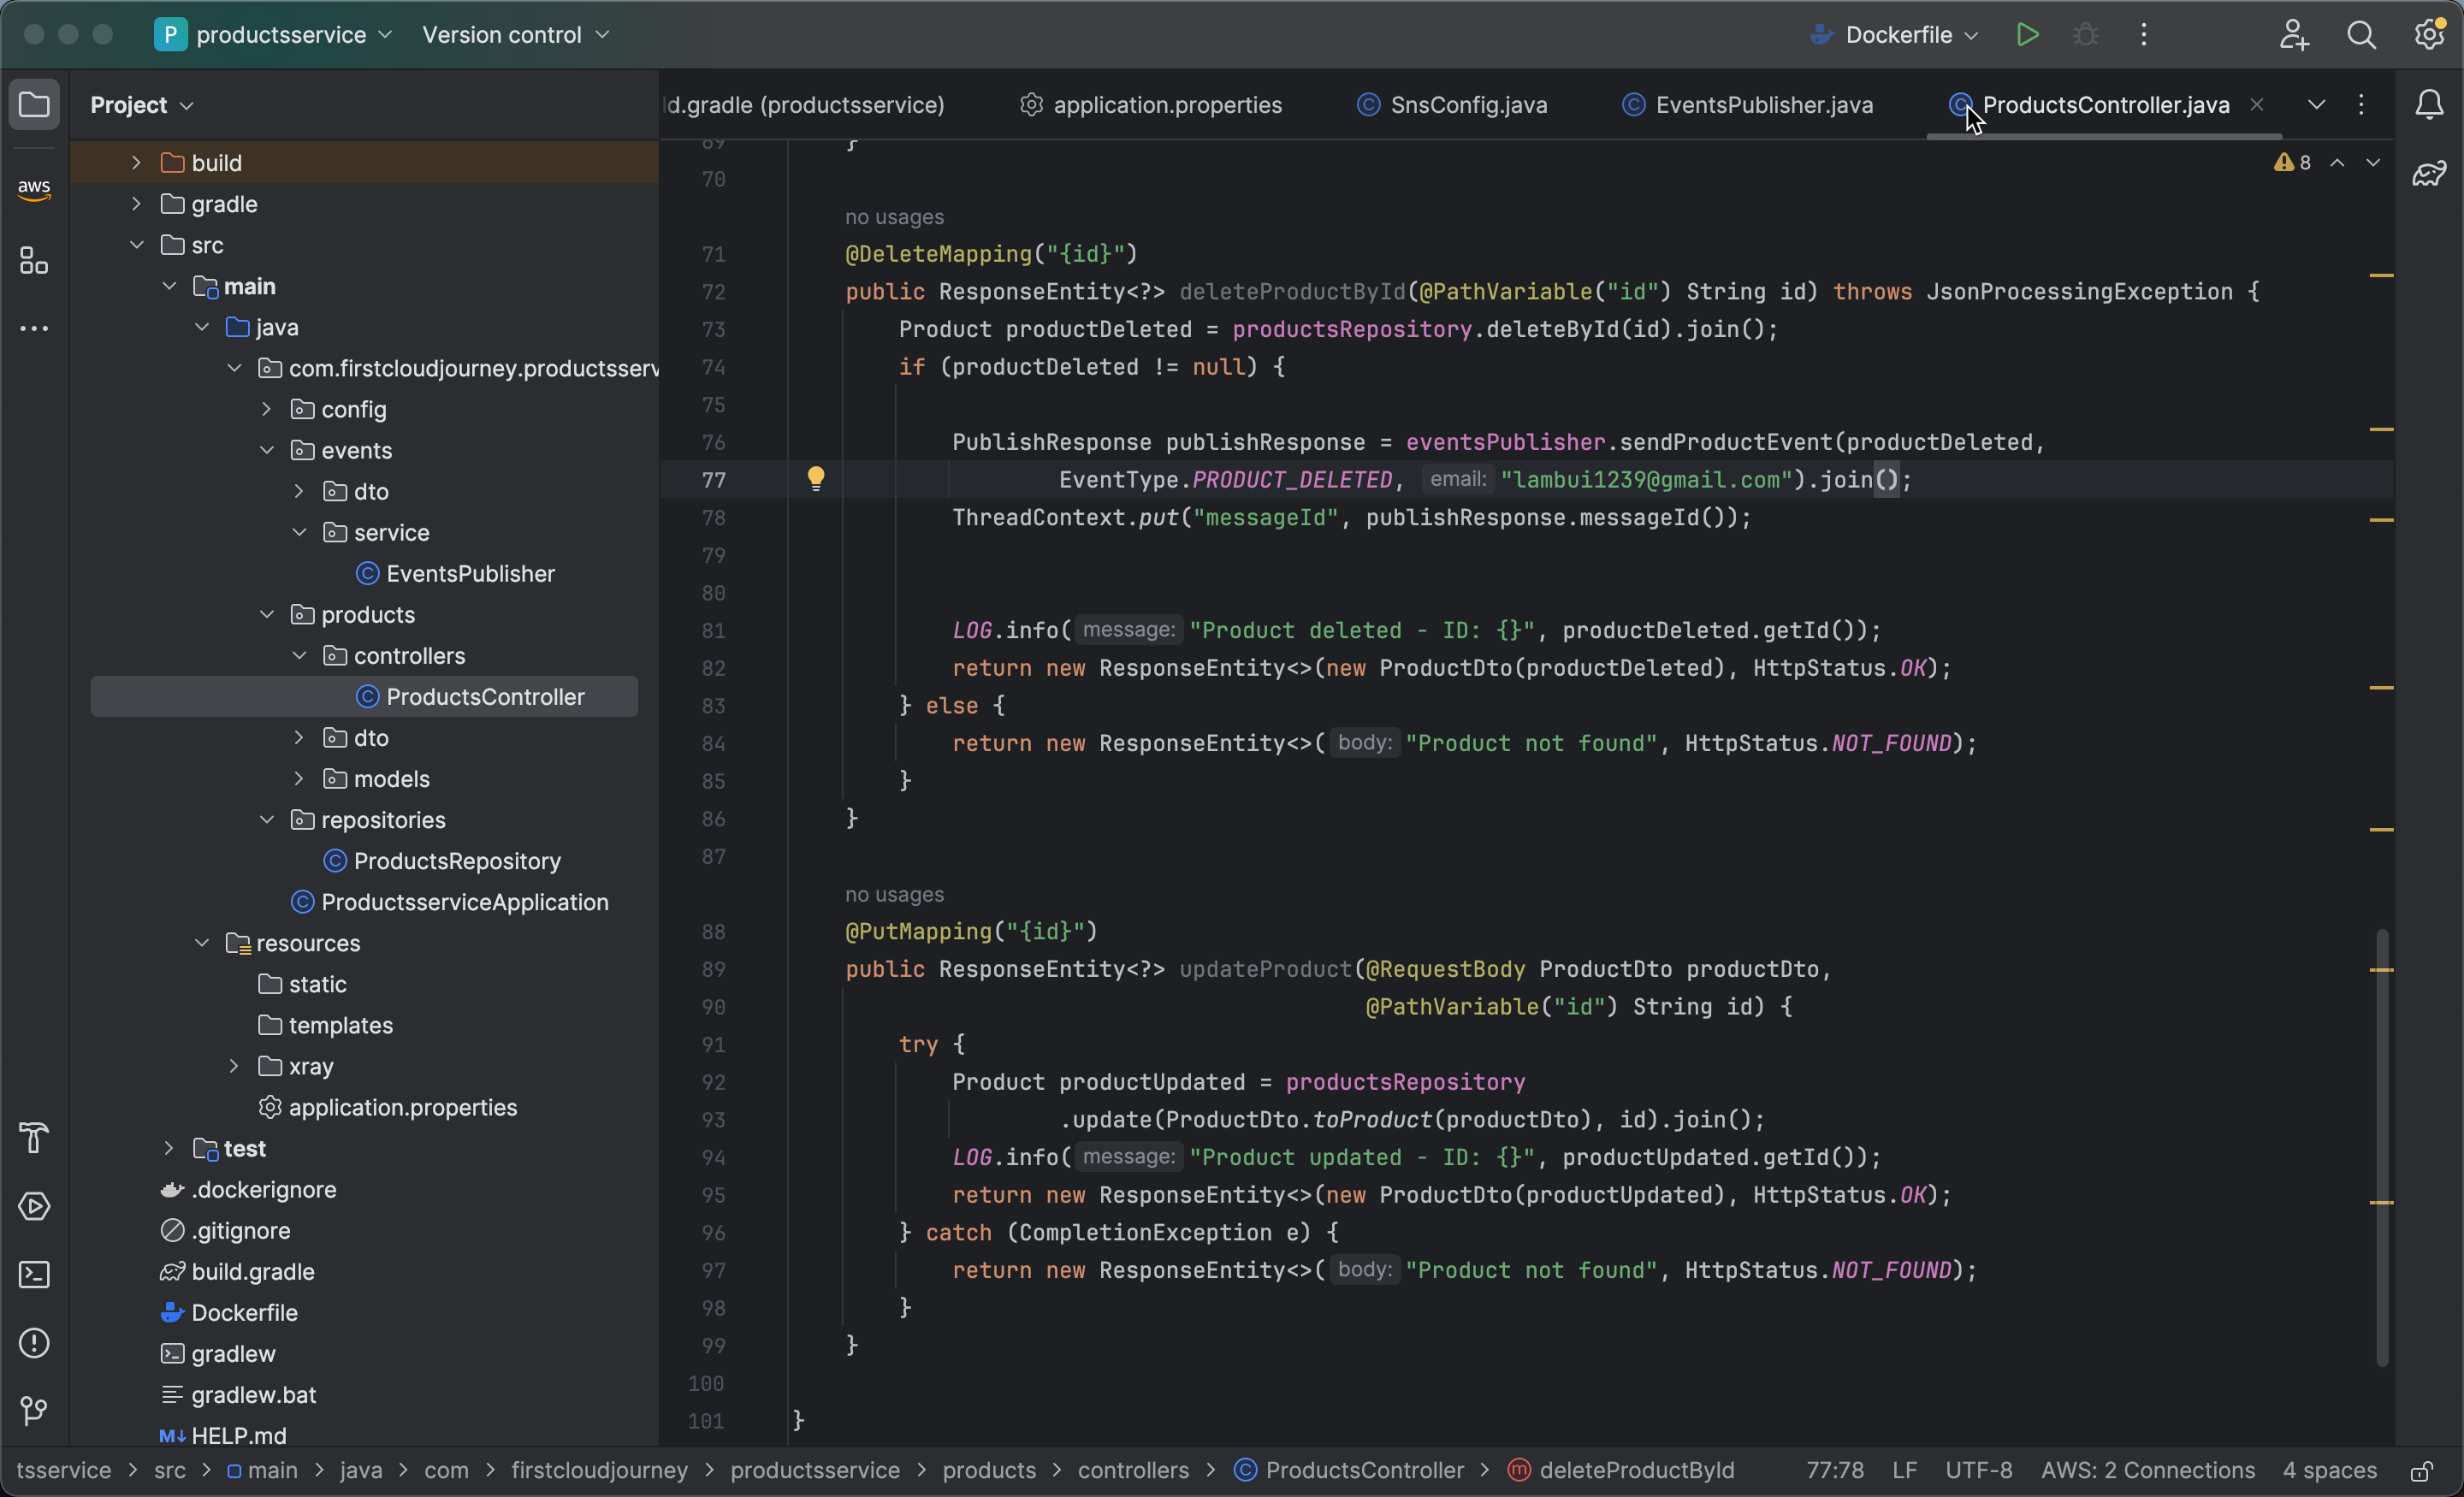 P productsservice Version control Dockerfile
Project
d.gradle (productsservice) application.properties SnsConfig.java EventsPublisher.java ProductsController.java
aws
build
gradle
src
main
java
com.firstcloudjourney.productsserv
config
events
dto
service
EventsPublisher
products
controllers
ProductsController
dto
models
repositories
ProductsRepository
ProductsserviceApplication
resources
static
templates
xray
application.properties
test
.dockerignore
.gitignore
build.gradle
Dockerfile
gradlew
gradlew.bat
M↓ HELP.md
8
69 }
70
no usages
71 @DeleteMapping("{id}")
72 public ResponseEntity<?> deleteProductById(@PathVariable("id") String id) throws JsonProcessingException {
73 Product productDeleted = productsRepository.deleteById(id).join();
74 if (productDeleted != null) {
75
76 PublishResponse publishResponse = eventsPublisher.sendProductEvent(productDeleted,
77 EventType.PRODUCT_DELETED, email: "lambui1239@gmail.com").join();
78 ThreadContext.put("messageId", publishResponse.messageId());
79
80
81 LOG.info( message: "Product deleted - ID: {}", productDeleted.getId());
82 return new ResponseEntity<>(new ProductDto(productDeleted), HttpStatus.OK);
83 } else {
84 return new ResponseEntity<>( body: "Product not found", HttpStatus.NOT_FOUND);
85 }
86 }
87
no usages
88 @PutMapping("{id}")
89 public ResponseEntity<?> updateProduct(@RequestBody ProductDto productDto,
90 @PathVariable("id") String id) {
91 try {
92 Product productUpdated = productsRepository
93 .update(ProductDto.toProduct(productDto), id).join();
94 LOG.info( message: "Product updated - ID: {}", productUpdated.getId());
95 return new ResponseEntity<>(new ProductDto(productUpdated), HttpStatus.OK);
96 } catch (CompletionException e) {
97 return new ResponseEntity<>( body: "Product not found", HttpStatus.NOT_FOUND);
98 }
99 }
100
101 }
tsservice > src > main > java > com > firstcloudjourney > productsservice > products > controllers > ProductsController > deleteProductById 77:78 LF UTF-8 AWS: 2 Connections 4 spaces